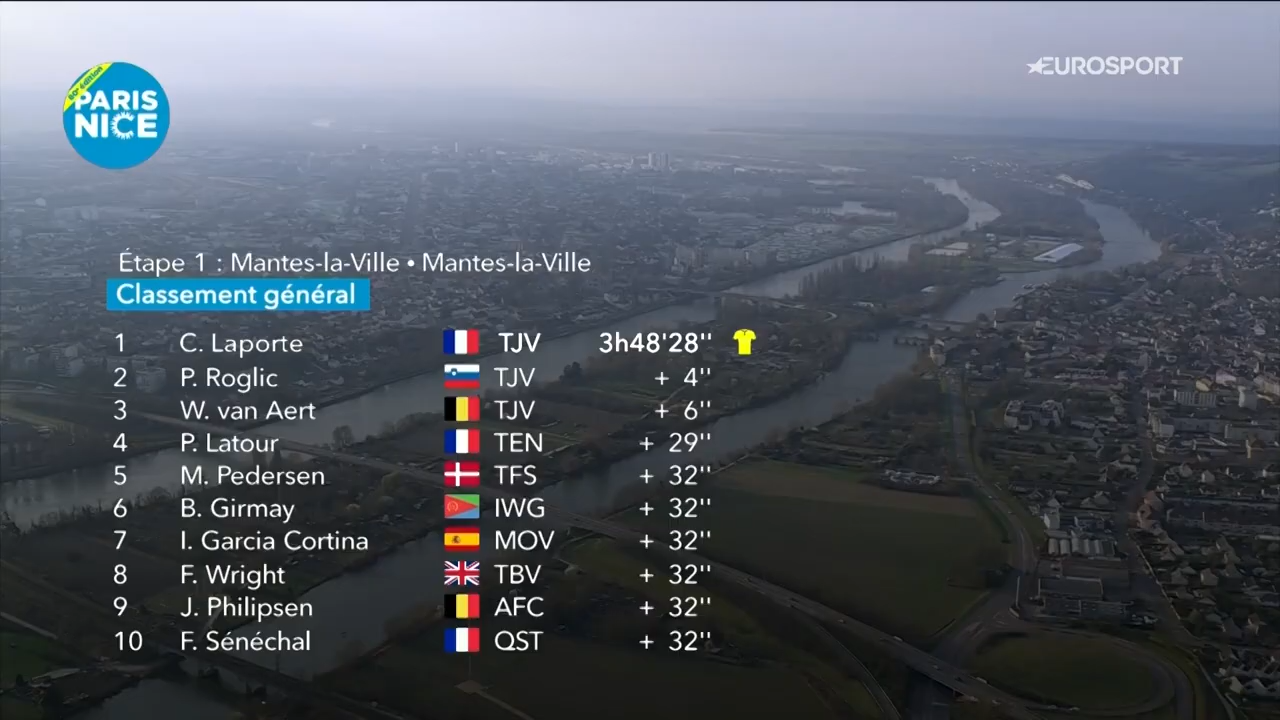 60e édition
PARIS
NICE
EUROSPORT
Étape 1 : Mantes-la-Ville • Mantes-la-Ville
Classement général
1 C. Laporte TJV 3h48'28''
2 P. Roglic TJV + 4''
3 W. van Aert TJV + 6''
4 P. Latour TEN + 29''
5 M. Pedersen TFS + 32''
6 B. Girmay IWG + 32''
7 I. Garcia Cortina MOV + 32''
8 F. Wright TBV + 32''
9 J. Philipsen AFC + 32''
10 F. Sénéchal QST + 32''